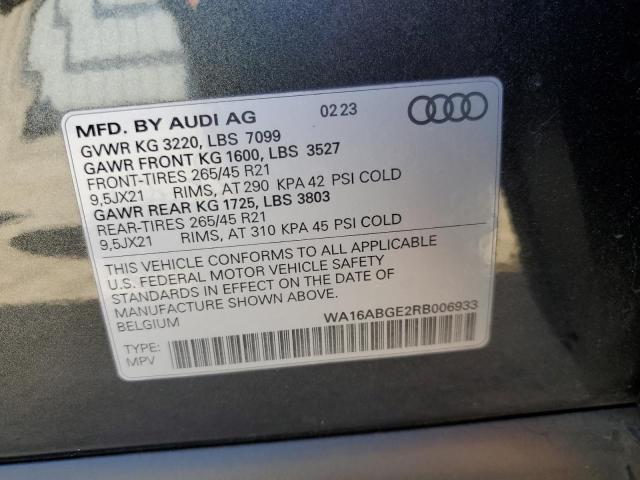 MFD. BY AUDI AG 02 23
GVWR KG 3220, LBS 7099
GAWR FRONT KG 1600, LBS 3527
FRONT-TIRES 265/45 R21
9,5JX21 RIMS, AT 290 KPA 42 PSI COLD
GAWR REAR KG 1725, LBS 3803
REAR-TIRES 265/45 R21
9,5JX21 RIMS, AT 310 KPA 45 PSI COLD
THIS VEHICLE CONFORMS TO ALL APPLICABLE
U.S. FEDERAL MOTOR VEHICLE SAFETY
STANDARDS IN EFFECT ON THE DATE OF
MANUFACTURE SHOWN ABOVE.
BELGIUM WA16ABGE2RB006933
TYPE:
MPV